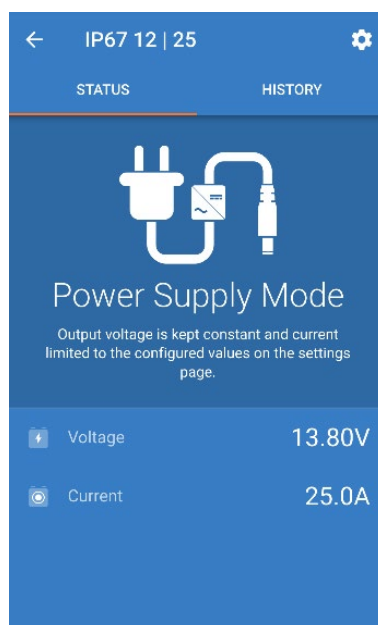 IP67 12 | 25
STATUS HISTORY
Power Supply Mode
Output voltage is kept constant and current
limited to the configured values on the settings
page.
Voltage 13.80V
Current 25.0A